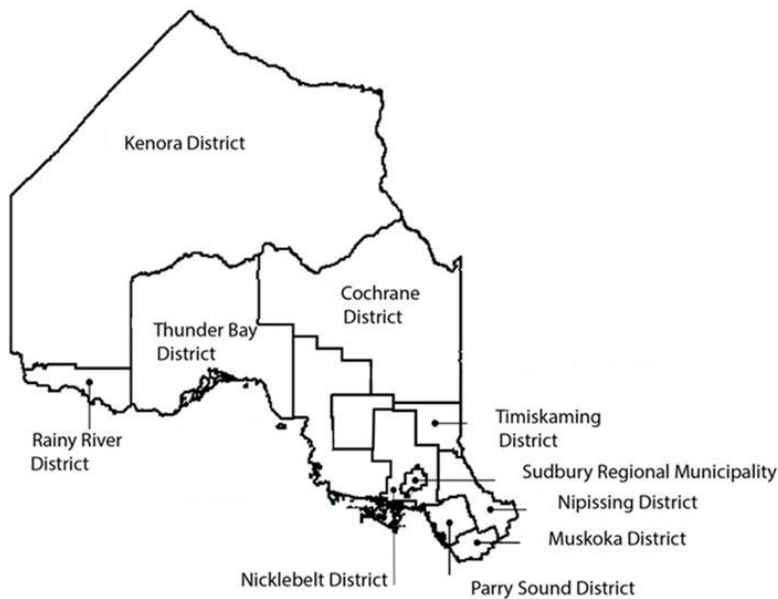 Kenora District
Cochrane
District
Thunder Bay
District
Timiskaming
District
Rainy River
District
Sudbury Regional Municipality
Nipissing District
Muskoka District
Nicklebelt District
Parry Sound District